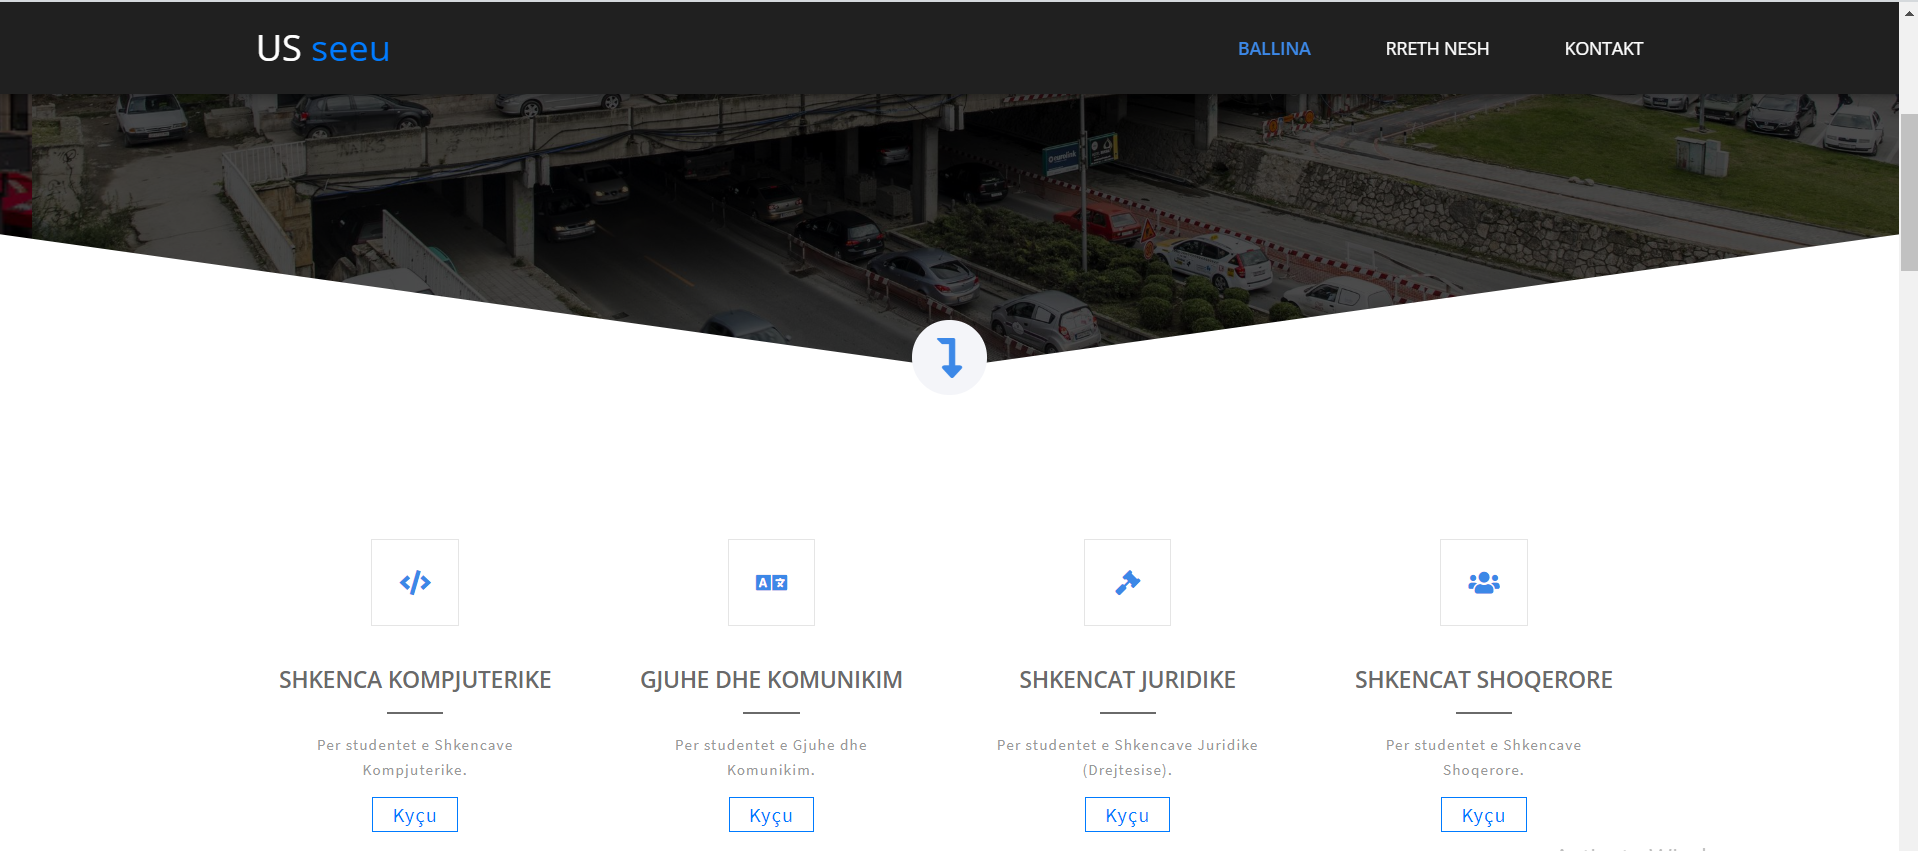 US seeu
BALLINA
RRETH NESH
KONTAKT
SHKENCA KOMPJUTERIKE
Per studentet e Shkencave
Kompjuterike.
Kyçu
GJUHE DHE KOMUNIKIM
Per studentet e Gjuhe dhe
Komunikim.
Kyçu
SHKENCAT JURIDIKE
Per studentet e Shkencave Juridike
(Drejtesise).
Kyçu
SHKENCAT SHOQERORE
Per studentet e Shkencave
Shoqerore.
Kyçu